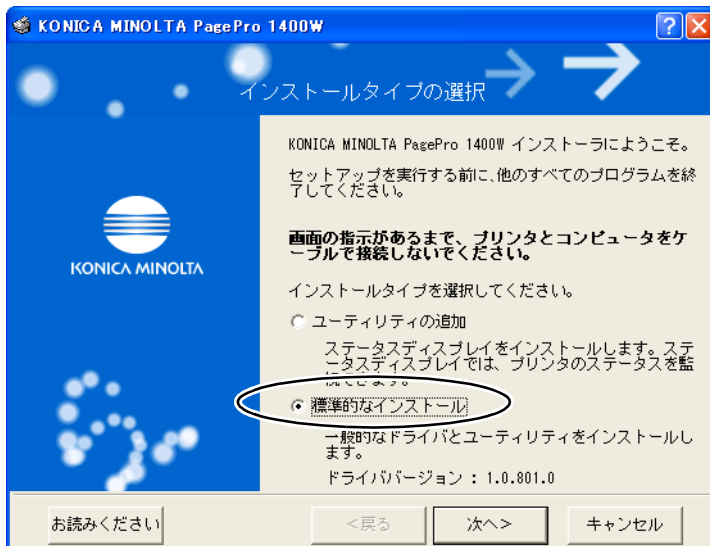 KONICA MINOLTA PagePro 1400W
インストールタイプの選択
KONICA MINOLTA
KONICA MINOLTA PagePro 1400W インストーラにようこそ。
セットアップを実行する前に、他のすべてのプログラムを終
了してください。
画面の指示があるまで、プリンタとコンピュータをケ
ーブルで接続しないでください。
インストールタイプを選択してください。
ユーティリティの追加
ステータスディスプレイをインストールします。ステ
ータスディスプレイでは、プリンタのステータスを監
視できます。
標準的なインストール
一般的なドライバとユーティリティをインストールし
ます。
ドライババージョン : 1.0.801.0
お読みください
<戻る
次へ>
キャンセル